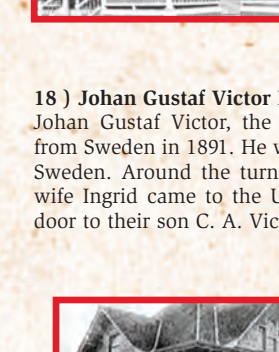 18 ) Johan Gustaf Victor
Johan Gustaf Victor, the
from Sweden in 1891. He
Sweden. Around the turn
wife Ingrid came to the
door to their son C. A.